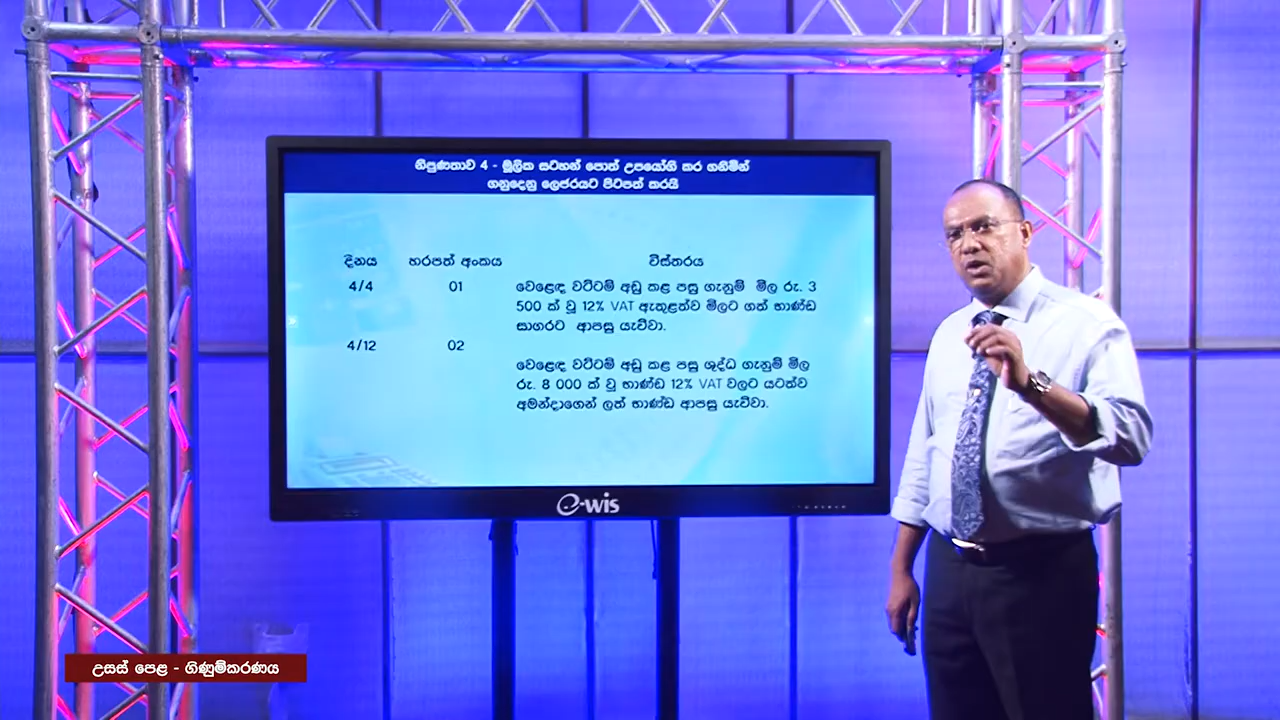 නිපුණතාව 4 - මූලික සටහන් පොත් උපයෝගී කර ගනිමින්
ගනුදෙනු ලෙජරයට පිටපත් කරයි
දිනය හරපත් අංකය විස්තරය
4/4 01 වෙළෙඳ වට්ටම් අඩු කළ පසු ගැනුම් මිල රු. 3
500 ක් වූ 12% VAT ඇතුළත්ව මිලට ගත් භාණ්ඩ
සාගරට ආපසු යැව්වා.
4/12 02
වෙළෙඳ වට්ටම් අඩු කළ පසු ශුද්ධ ගැනුම් මිල
රු. 8 000 ක් වූ භාණ්ඩ 12% VAT වලට යටත්ව
අමන්දාගෙන් ලත් භාණ්ඩ ආපසු යැව්වා.
e-wis
උසස් පෙළ - ගිණුම්කරණය